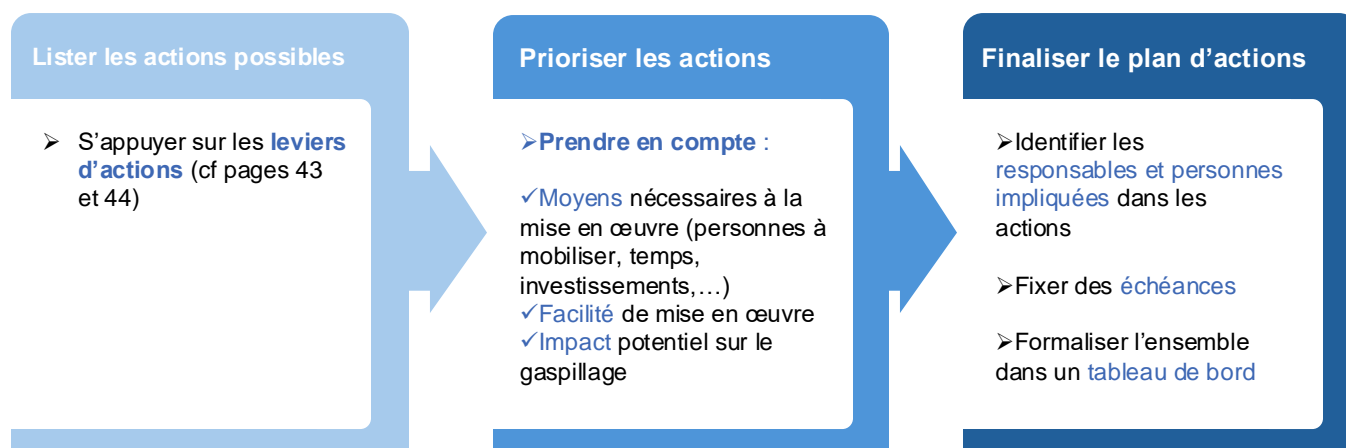 Lister les actions possibles
➢ S’appuyer sur les leviers
d’actions (cf pages 43
et 44)
Prioriser les actions
➢Prendre en compte :
✓Moyens nécessaires à la
mise en œuvre (personnes à
mobiliser, temps,
investissements,…)
✓Facilité de mise en œuvre
✓Impact potentiel sur le
gaspillage
Finaliser le plan d’actions
➢Identifier les
responsables et personnes
impliquées dans les
actions
➢Fixer des échéances
➢Formaliser l’ensemble
dans un tableau de bord